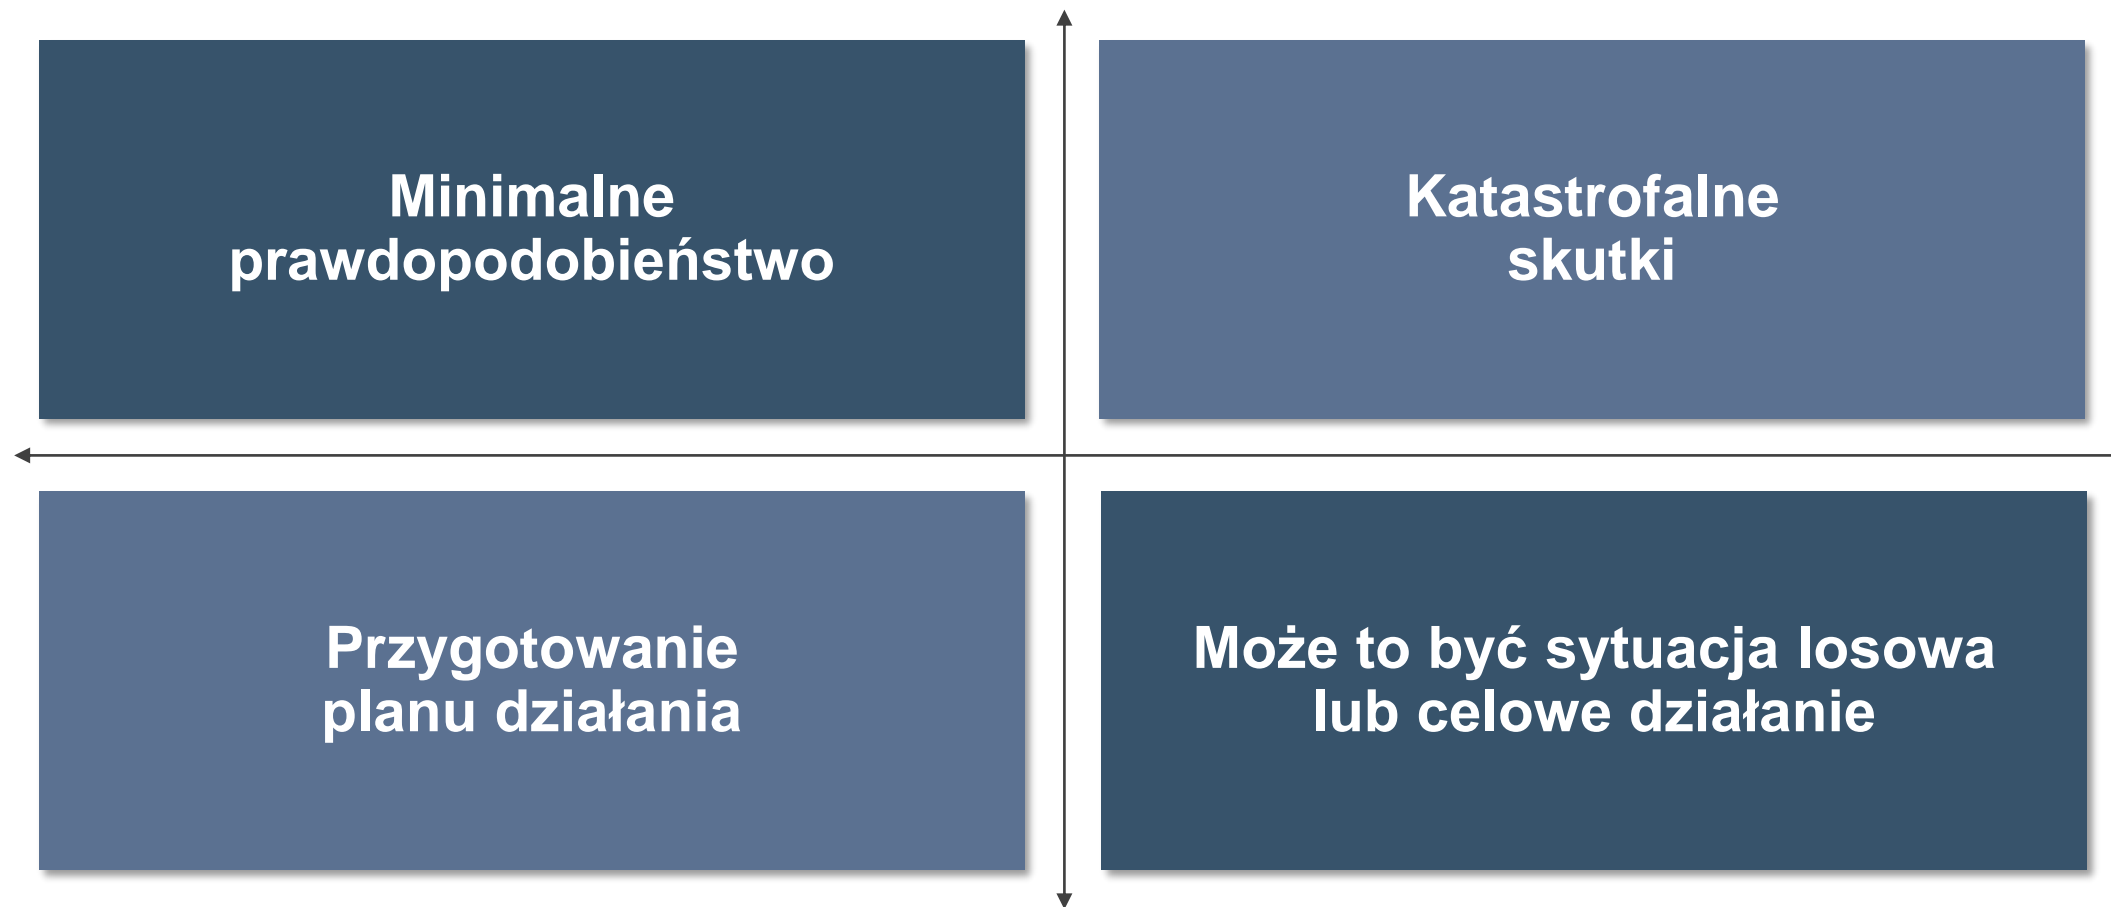 Minimalne
prawdopodobieństwo
Katastrofalne
skutki
Przygotowanie
planu działania
Może to być sytuacja losowa
lub celowe działanie